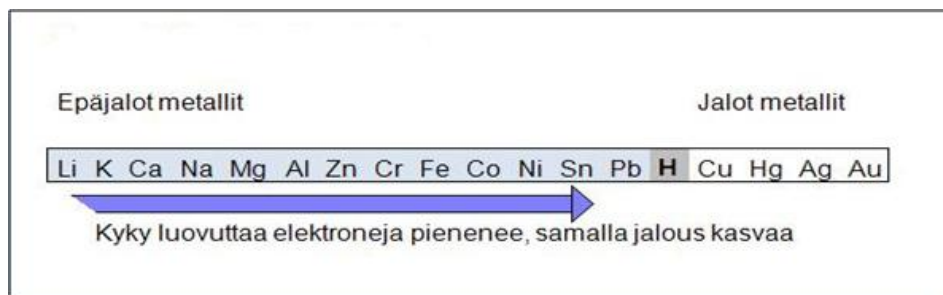 Epäjalot metallit Jalot metallit
Li K Ca Na Mg Al Zn Cr Fe Co Ni Sn Pb H Cu Hg Ag Au
Kyky luovuttaa elektroneja pienenee, samalla jalous kasvaa